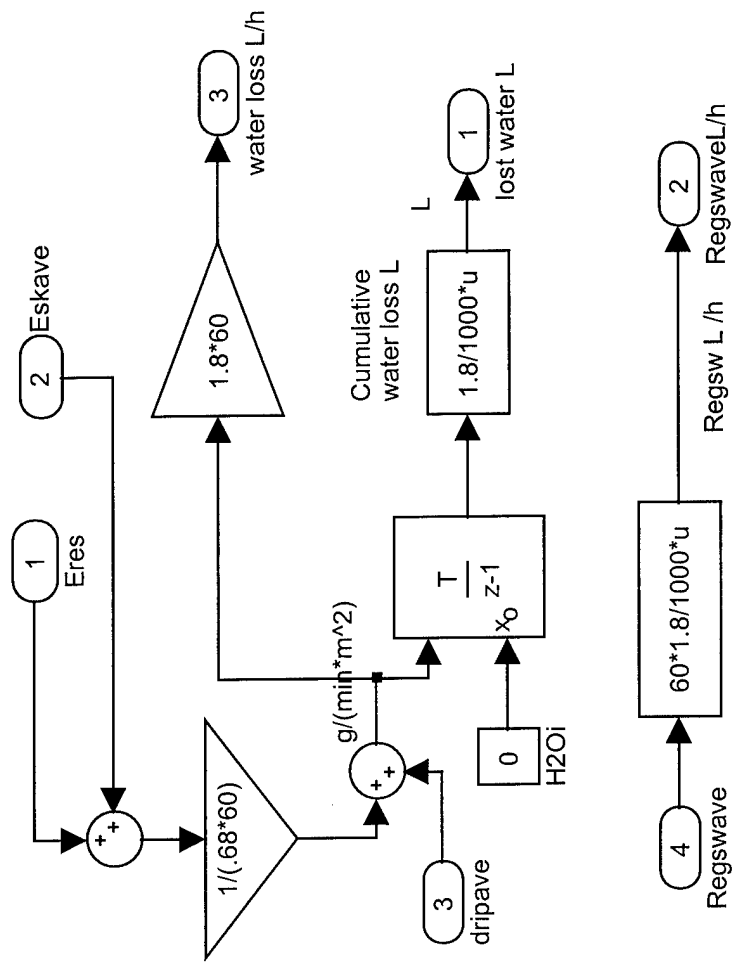 1
Eres
2
Eskave
+
+
1/(.68*60)
3
dripave
+
+
g/(min*m^2)
1.8*60
3
water loss L/h
0
H2Oi
T
z-1
xo
Cumulative
water loss L
1.8/1000*u
L
1
lost water L
4
Regswave
60*1.8/1000*u
Regsw L /h
2
RegswaveL/h